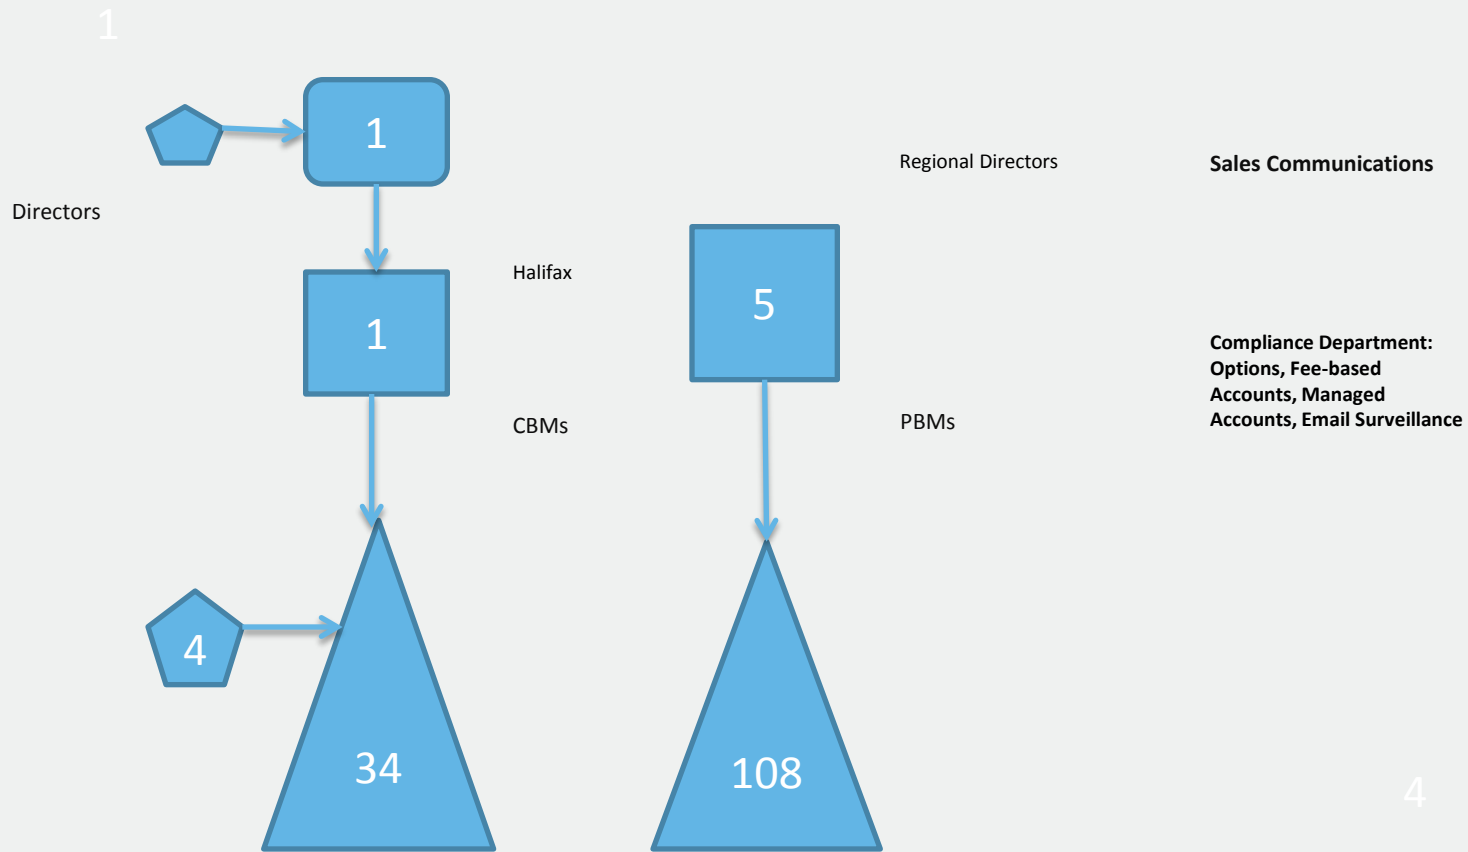 1
1
Regional Directors
Sales Communications
Directors
Halifax
5
1
Compliance Department:
Options, Fee-based
Accounts, Managed
Accounts, Email Surveillance
CBMs
PBMs
4
34
108
4